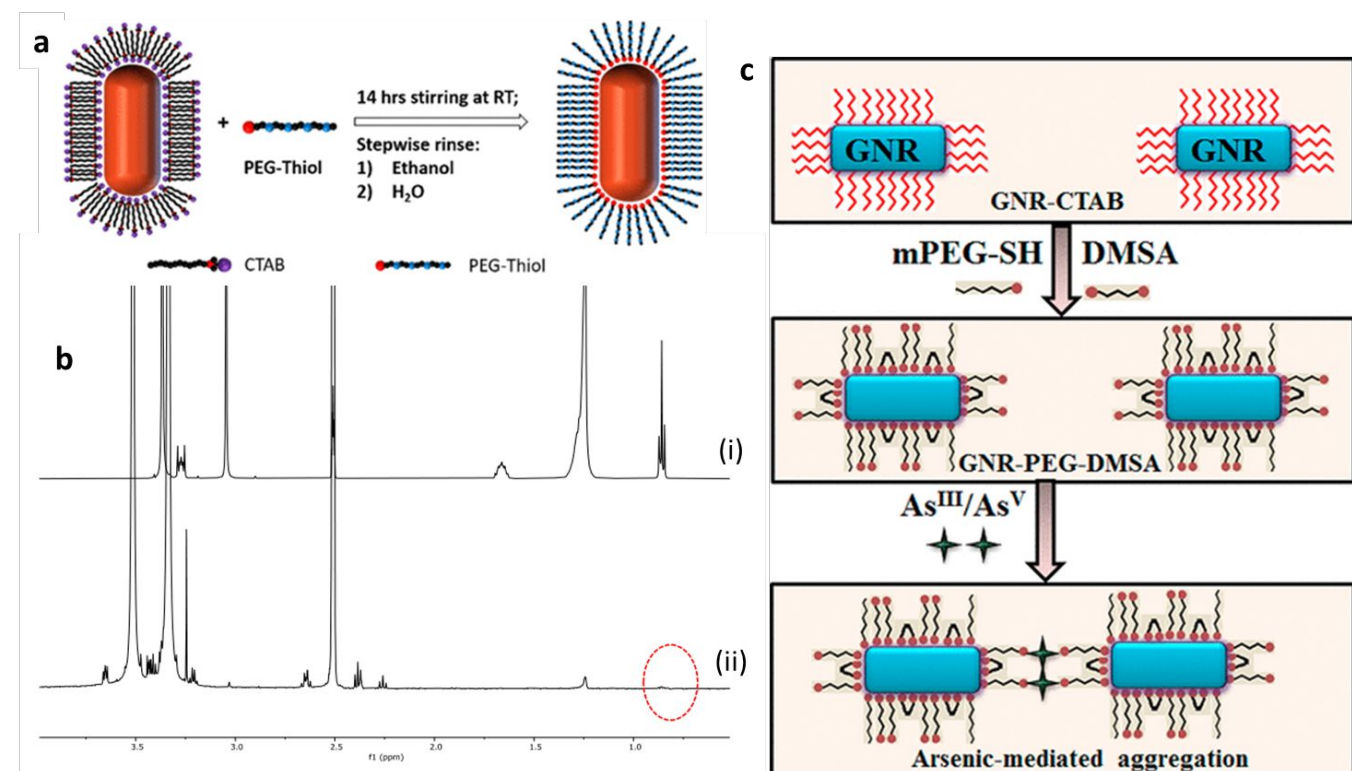 a
+
PEG-Thiol
14 hrs stirring at RT;
Stepwise rinse:
1) Ethanol
2) H₂O
CTAB
PEG-Thiol
b
(i)
(ii)
3.5 3.0 2.5 2.0 1.5 1.0
f1 (ppm)
c
GNR GNR
GNR-CTAB
mPEG-SH DMSA
GNR-PEG-DMSA
Asᴵᴵᴵ/Asⱽ
Arsenic-mediated aggregation